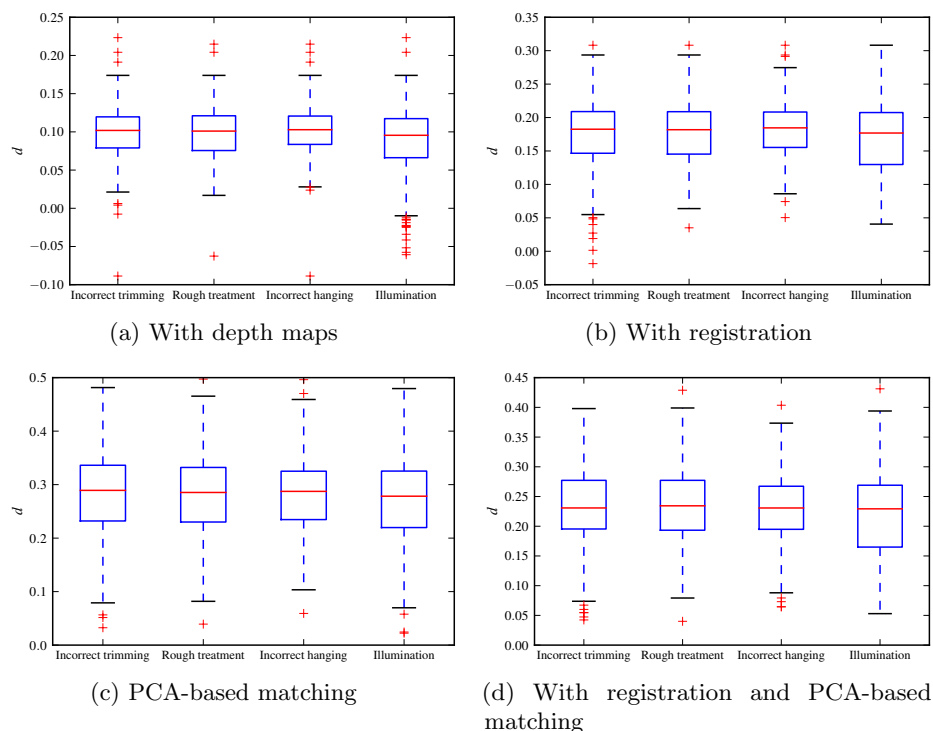 0.25
0.20
0.15
0.10
0.05
0.00
−0.05
−0.10
d
Incorrect trimming Rough treatment Incorrect hanging Illumination
(a) With depth maps
0.35
0.30
0.25
0.20
0.15
0.10
0.05
0.00
−0.05
d
Incorrect trimming Rough treatment Incorrect hanging Illumination
(b) With registration
0.5
0.4
0.3
0.2
0.1
0.0
d
Incorrect trimming Rough treatment Incorrect hanging Illumination
(c) PCA-based matching
0.45
0.40
0.35
0.30
0.25
0.20
0.15
0.10
0.05
0.00
d
Incorrect trimming Rough treatment Incorrect hanging Illumination
(d) With registration and PCA-based
matching